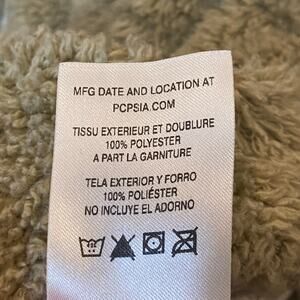 MFG DATE AND LOCATION AT
PCPSIA.COM
TISSU EXTERIEUR ET DOUBLURE
100% POLYESTER
A PART LA GARNITURE
TELA EXTERIOR Y FORRO
100% POLIÉSTER
NO INCLUYE EL ADORNO